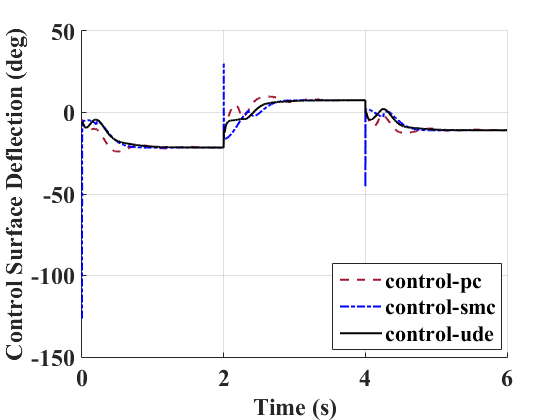 50
0
-50
-100
-150
Control Surface Deflection (deg)
control-pc
control-smc
control-ude
0 2 4 6
Time (s)